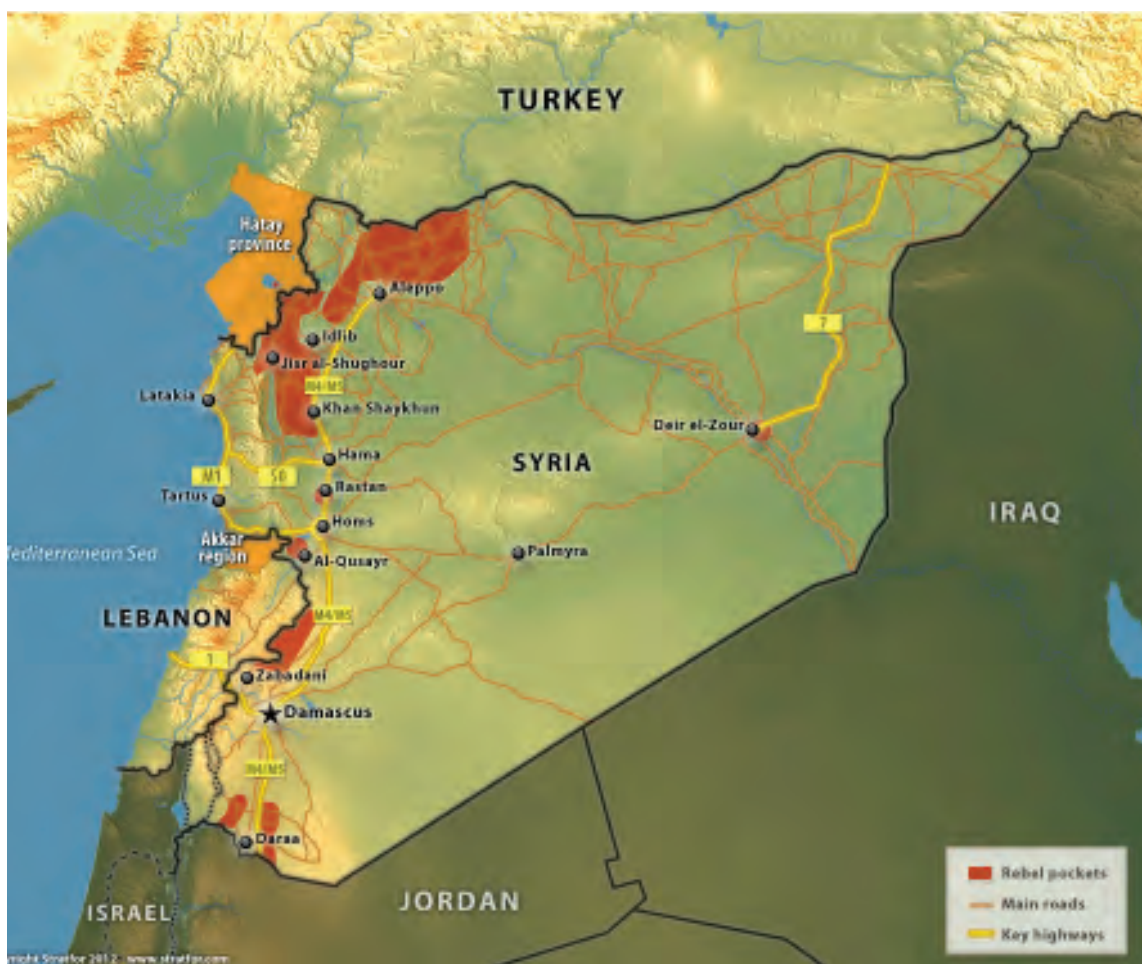 TURKEY
Hatay
province
Aleppo
Idlib
Jisr al-Shughour
M4/M5
Latakia
Khan Shaykhun
7
Deir el-Zour
Hama
SYRIA
M1
Rastan
Tartus
Homs
IRAQ
Akkar
region
Mediterranean Sea
Al-Qusayr
Palmyra
LEBANON
M4/M5
1
Zabadani
Damascus
M4/M5
Daraa
ISRAEL
JORDAN
Rebel pockets
Main roads
Key highways
right Stratfor 2012 www.stratfor.com